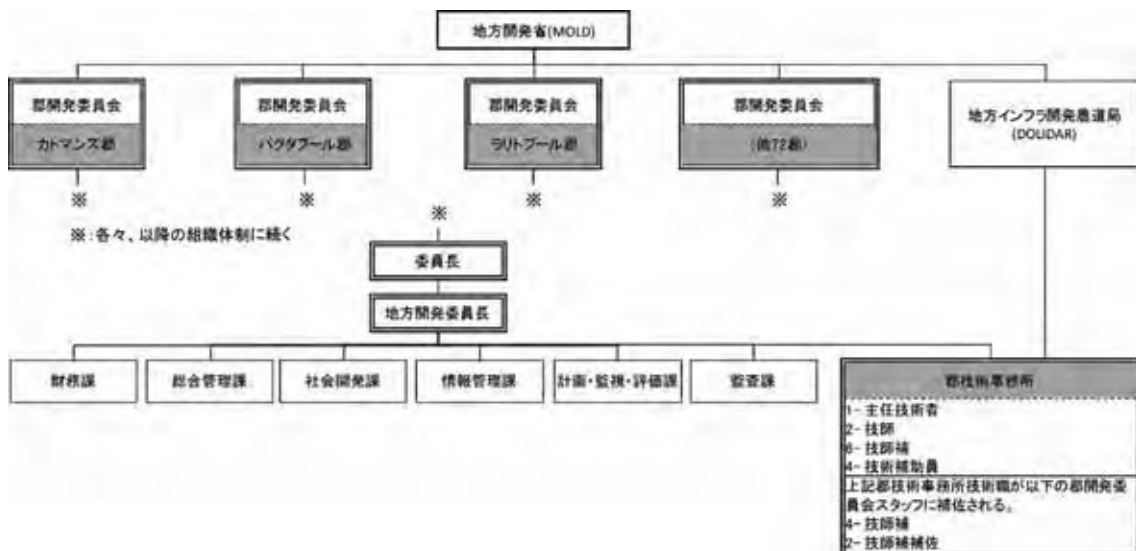 地方開発省(MOLD)
郡開発委員会
カトマンズ郡
郡開発委員会
バクタプール郡
郡開発委員会
ラリトプール郡
郡開発委員会
(他72郡)
地方インフラ開発農道局
(DOLIDAR)
※
※
※
※
※
※:各々、以降の組織体制に続く
委員長
地方開発委員長
財務課
総合管理課
社会開発課
情報管理課
計画・監視・評価課
監査課
郡技術事務所
1- 主任技術者
2- 技師
6- 技師補
4- 技術補助員
上記郡技術事務所技術職が以下の郡開発委
員会スタッフに補佐される。
4- 技師補
2- 技師補補佐